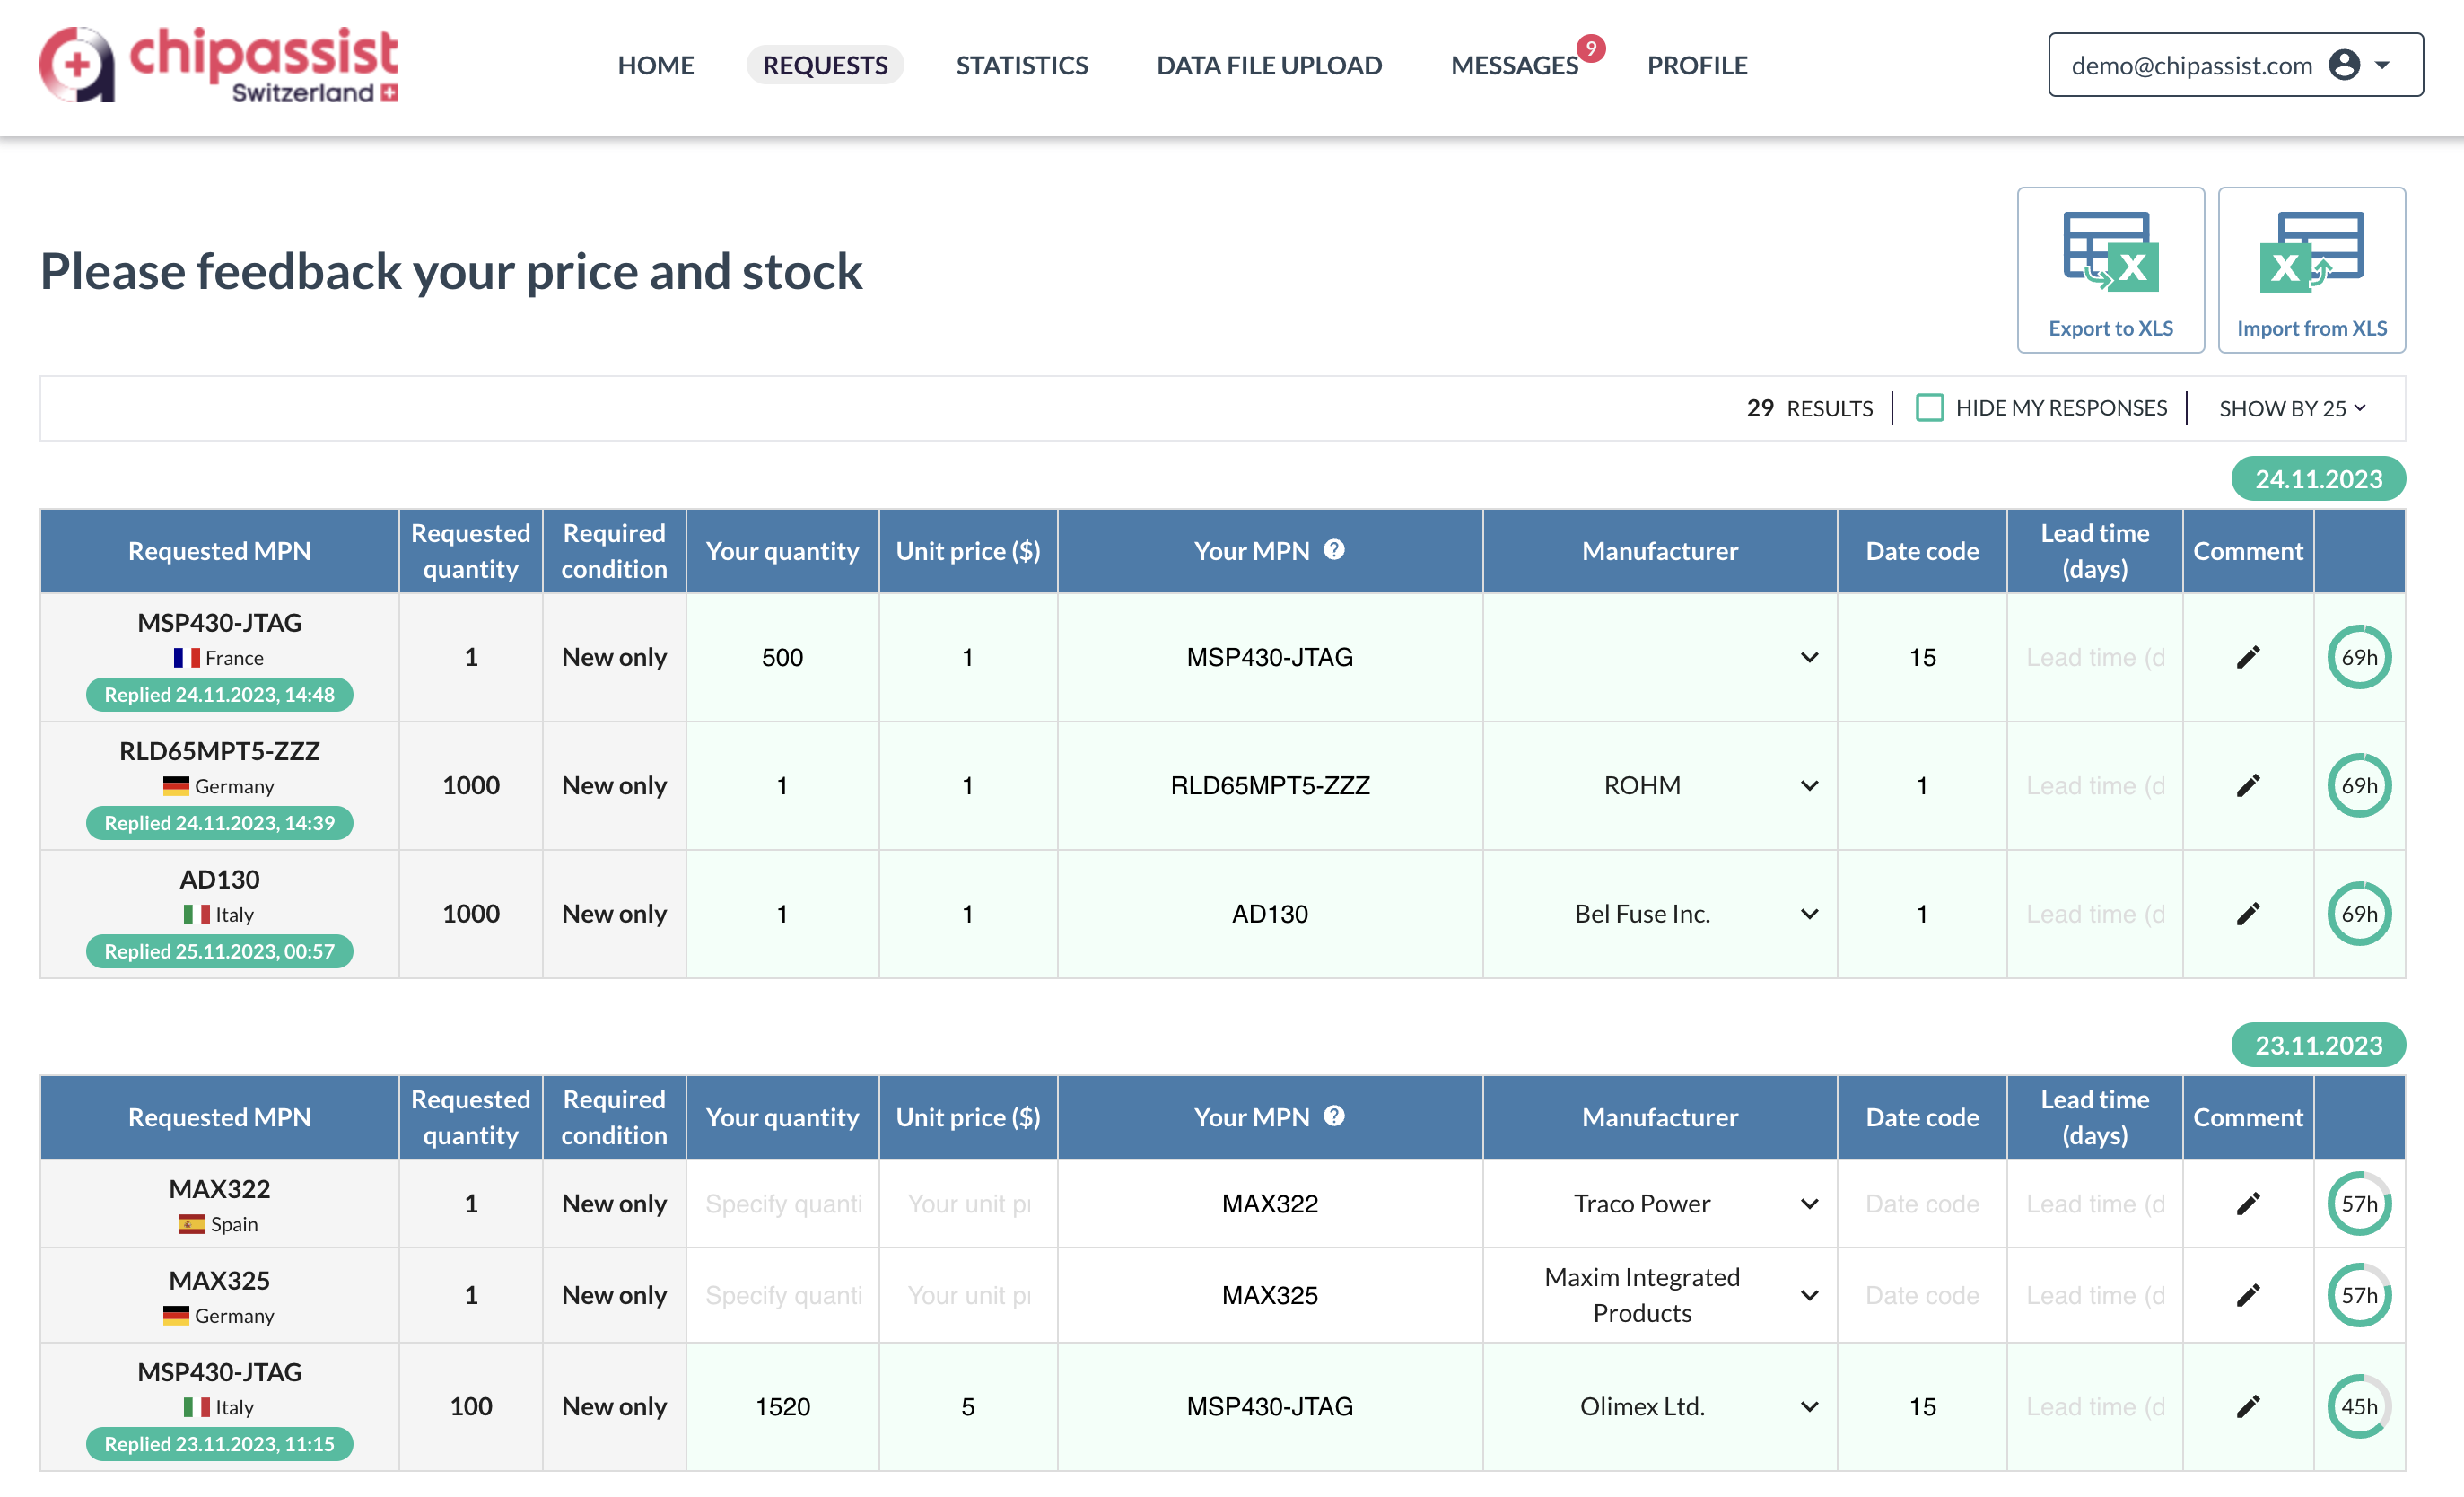 chipassist
Switzerland
HOME
REQUESTS
STATISTICS
DATA FILE UPLOAD
MESSAGES
9
PROFILE
demo@chipassist.com
Please feedback your price and stock
X
Export to XLS
X
Import from XLS
29 RESULTS
HIDE MY RESPONSES
SHOW BY 25
24.11.2023
Requested MPN
Requested
quantity
Required
condition
Your quantity
Unit price ($)
Your MPN ?
Manufacturer
Date code
Lead time
(days)
Comment
MSP430-JTAG
France
Replied 24.11.2023, 14:48
1
New only
500
1
MSP430-JTAG
15
Lead time (d
69h
RLD65MPT5-ZZZ
Germany
Replied 24.11.2023, 14:39
1000
New only
1
1
RLD65MPT5-ZZZ
ROHM
1
Lead time (d
69h
AD130
Italy
Replied 25.11.2023, 00:57
1000
New only
1
1
AD130
Bel Fuse Inc.
1
Lead time (d
69h
23.11.2023
Requested MPN
Requested
quantity
Required
condition
Your quantity
Unit price ($)
Your MPN ?
Manufacturer
Date code
Lead time
(days)
Comment
MAX322
Spain
1
New only
Specify quanti
Your unit pr
MAX322
Traco Power
Date code
Lead time (d
57h
MAX325
Germany
1
New only
Specify quanti
Your unit pr
MAX325
Maxim Integrated
Products
Date code
Lead time (d
57h
MSP430-JTAG
Italy
Replied 23.11.2023, 11:15
100
New only
1520
5
MSP430-JTAG
Olimex Ltd.
15
Lead time (d
45h